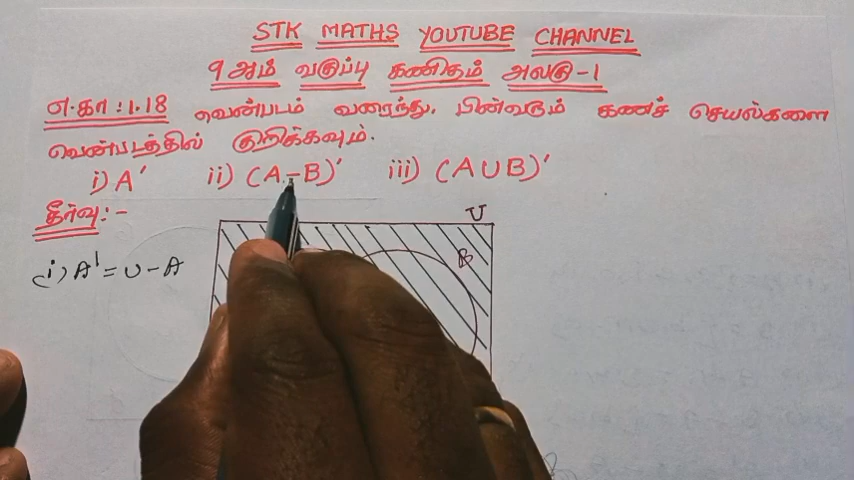 STK MATHS YOUTUBE CHANNEL
9 ஆம் வகுப்பு கணிதம் அலகு-1
எ.கா:1.18 வெண்படம் வரைந்து, பின்வரும் கணச் செயல்களை
வெண்படத்தில் குறிக்கவும்.
i) A′ ii) (A-B)′ iii) (A∪B)′
தீர்வு:-
U
B
(i) A′ = U - A